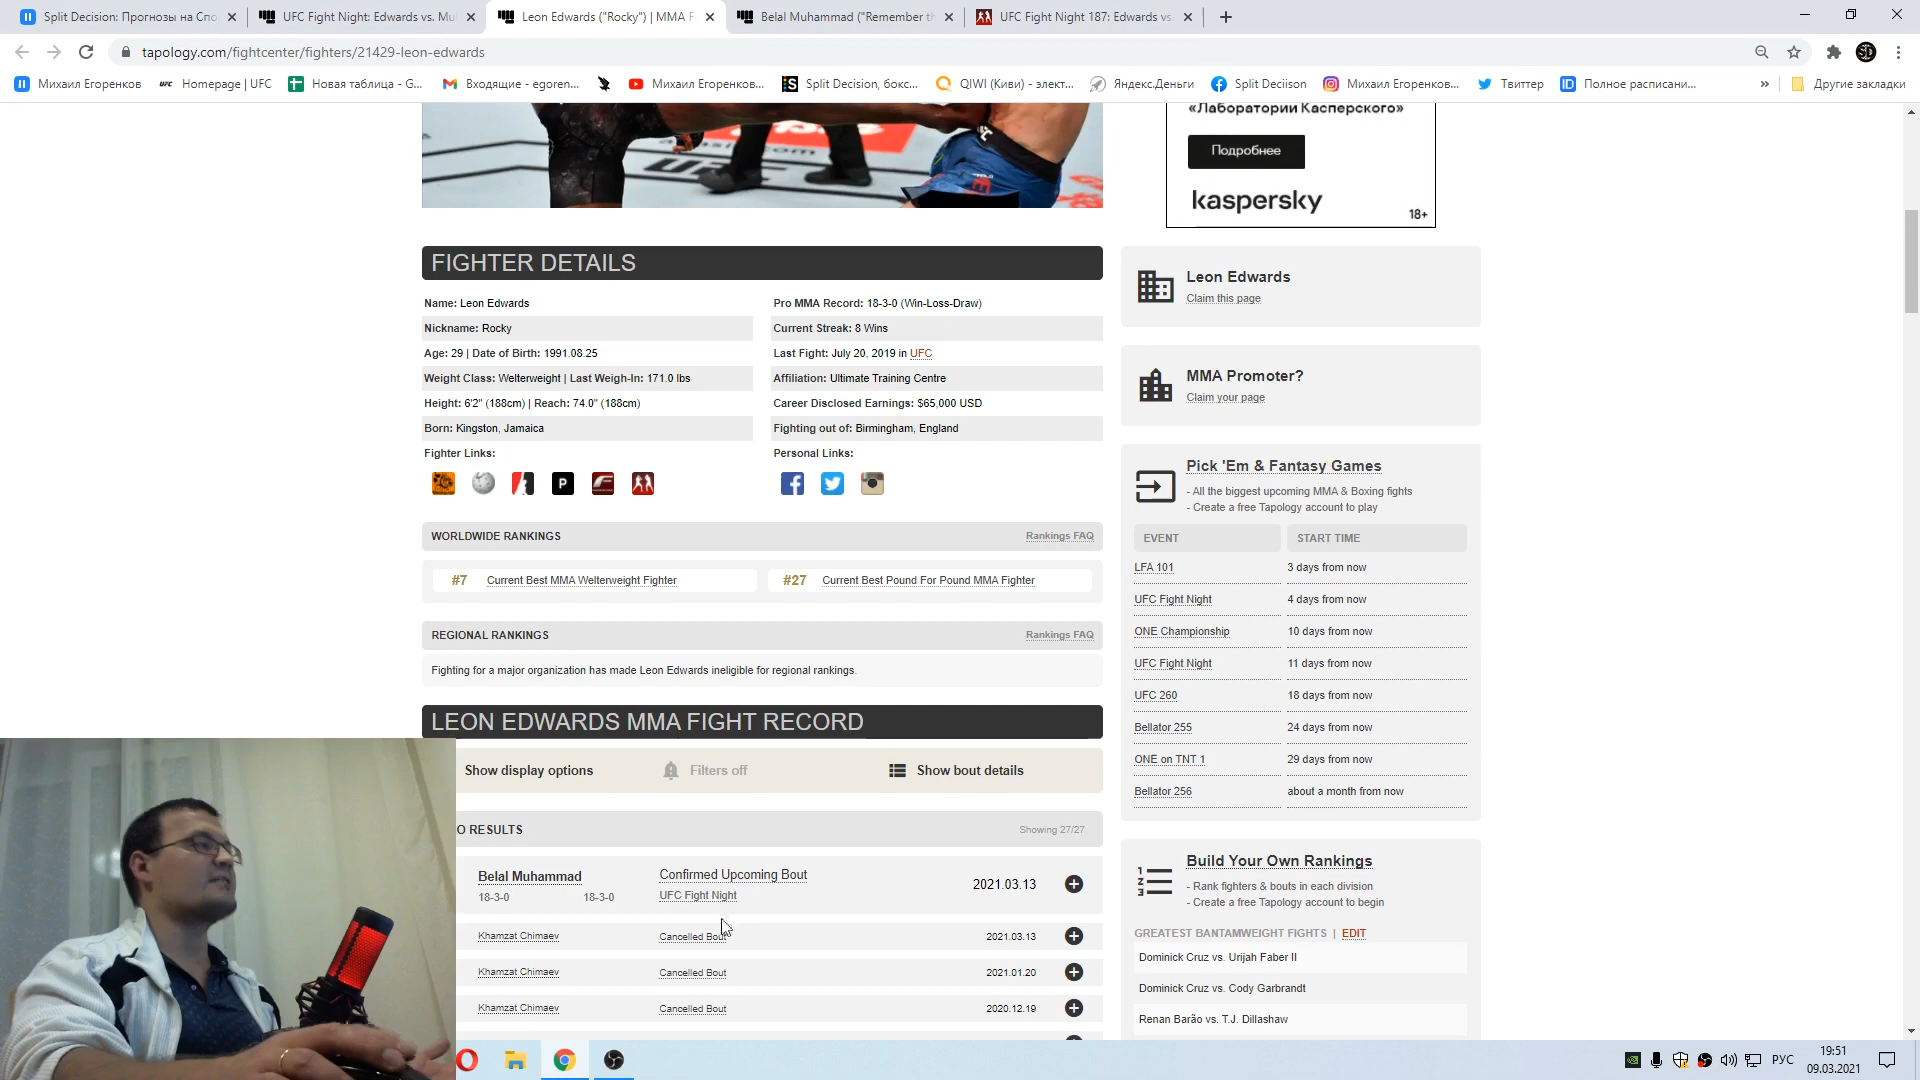 Split Decision: Прогнозы на Спо
UFC Fight Night: Edwards vs. Mu
Leon Edwards ("Rocky") | MMA F
Belal Muhammad ("Remember th
UFC Fight Night 187: Edwards vs.
tapology.com/fightcenter/fighters/21429-leon-edwards
Михаил Егоренков
Homepage | UFC
Новая таблица - G...
Входящие - egoren...
Михаил Егоренков...
Split Decision, бокс...
QIWI (Киви) - элект...
Яндекс.Деньги
Split Deciison
Михаил Егоренков...
Твиттер
Полное расписани...
»
Другие закладки
UFC
«Лаборатории Касперского»
Подробнее
kaspersky
18+
FIGHTER DETAILS
Name: Leon Edwards
Pro MMA Record: 18-3-0 (Win-Loss-Draw)
Nickname: Rocky
Current Streak: 8 Wins
Age: 29 | Date of Birth: 1991.08.25
Last Fight: July 20, 2019 in UFC
Weight Class: Welterweight | Last Weigh-In: 171.0 lbs
Affiliation: Ultimate Training Centre
Height: 6'2" (188cm) | Reach: 74.0" (188cm)
Career Disclosed Earnings: $65,000 USD
Born: Kingston, Jamaica
Fighting out of: Birmingham, England
Fighter Links:
Personal Links:
WORLDWIDE RANKINGS
Rankings FAQ
#7 Current Best MMA Welterweight Fighter
#27 Current Best Pound For Pound MMA Fighter
REGIONAL RANKINGS
Rankings FAQ
Fighting for a major organization has made Leon Edwards ineligible for regional rankings.
LEON EDWARDS MMA FIGHT RECORD
Show display options
Filters off
Show bout details
O RESULTS
Showing 27/27
Belal Muhammad
Confirmed Upcoming Bout
2021.03.13
18-3-0
18-3-0
UFC Fight Night
Khamzat Chimaev
Cancelled Bout
2021.03.13
Khamzat Chimaev
Cancelled Bout
2021.01.20
Khamzat Chimaev
Cancelled Bout
2020.12.19
Leon Edwards
Claim this page
MMA Promoter?
Claim your page
Pick 'Em & Fantasy Games
- All the biggest upcoming MMA & Boxing fights
- Create a free Tapology account to play
EVENT
START TIME
LFA 101
3 days from now
UFC Fight Night
4 days from now
ONE Championship
10 days from now
UFC Fight Night
11 days from now
UFC 260
18 days from now
Bellator 255
24 days from now
ONE on TNT 1
29 days from now
Bellator 256
about a month from now
Build Your Own Rankings
- Rank fighters & bouts in each division
- Create a free Tapology account to begin
GREATEST BANTAMWEIGHT FIGHTS | EDIT
Dominick Cruz vs. Urijah Faber II
Dominick Cruz vs. Cody Garbrandt
Renan Barão vs. T.J. Dillashaw
РУС
19:51
09.03.2021